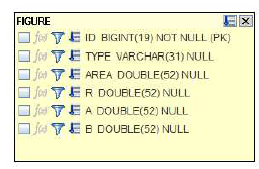 FIGURE
f(x) ID BIGINT(19) NOT NULL (PK)
f(x) TYPE VARCHAR(31) NULL
f(x) AREA DOUBLE(52) NULL
f(x) R DOUBLE(52) NULL
f(x) A DOUBLE(52) NULL
f(x) B DOUBLE(52) NULL